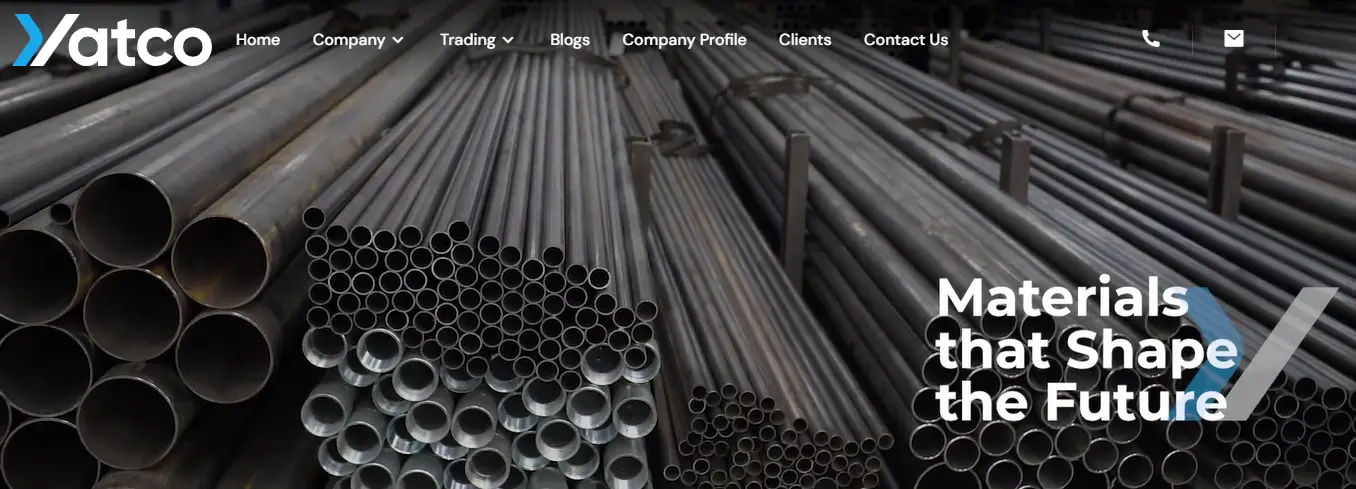 Yatco
Home Company Trading Blogs Company Profile Clients Contact Us
Materials
that Shape
the Future